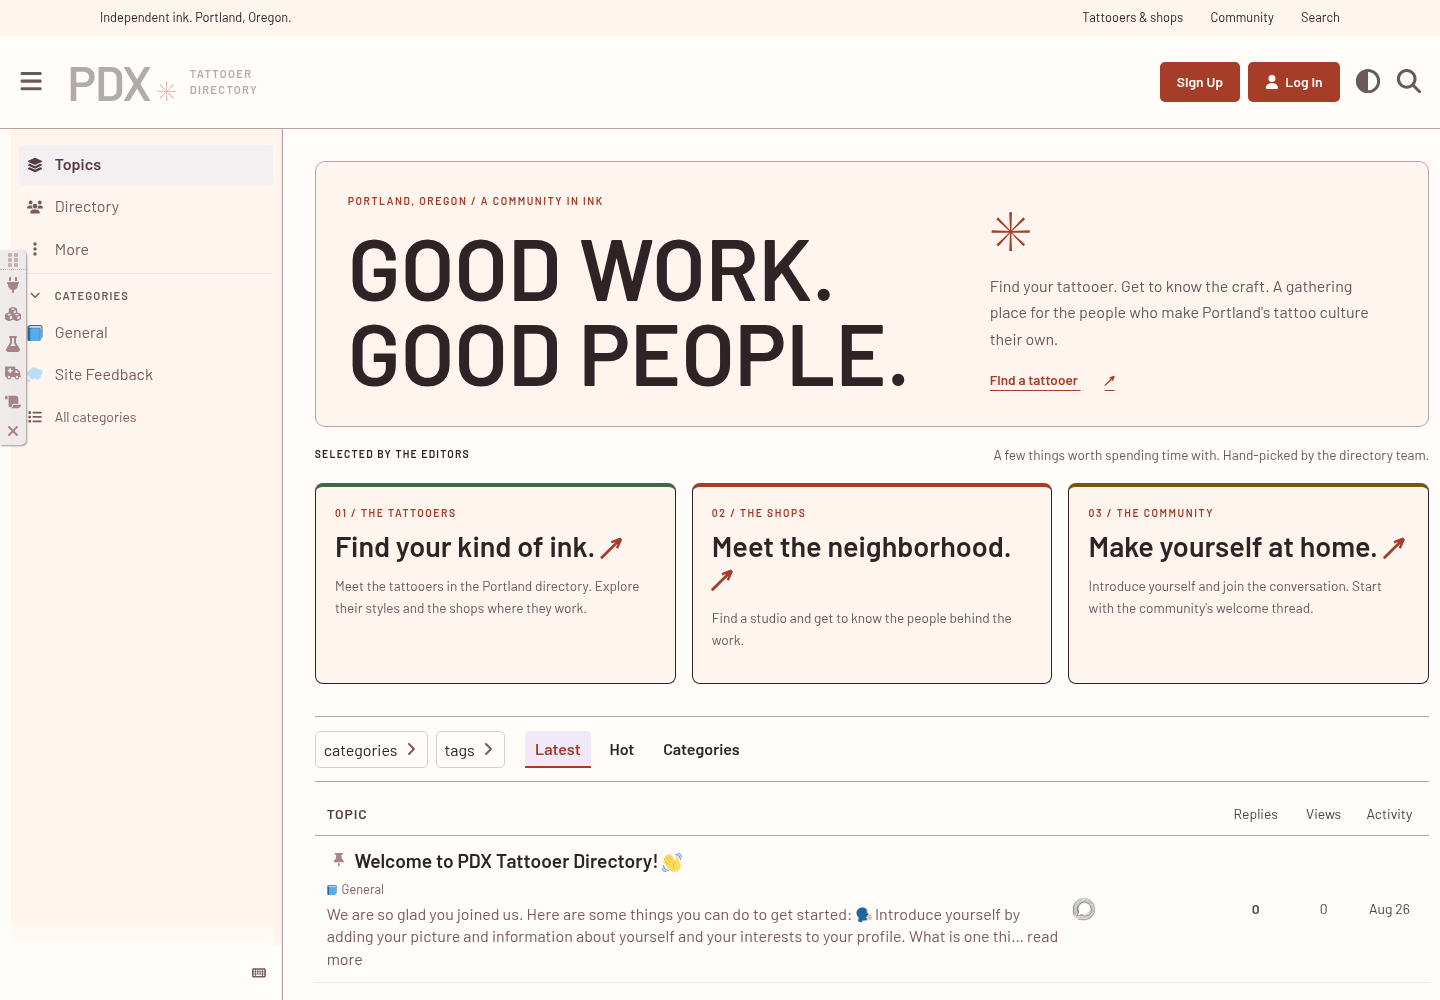 Independent ink. Portland, Oregon.
Tattooers & shops
Community
Search
PDX
TATTOOER
DIRECTORY
Sign Up
Log In
Topics
Directory
More
CATEGORIES
General
Site Feedback
All categories
PORTLAND, OREGON / A COMMUNITY IN INK
GOOD WORK.
GOOD PEOPLE.
Find your tattooer. Get to know the craft. A gathering
place for the people who make Portland's tattoo culture
their own.
Find a tattooer
SELECTED BY THE EDITORS
A few things worth spending time with. Hand-picked by the directory team.
01 / THE TATTOOERS
Find your kind of ink.
Meet the tattooers in the Portland directory. Explore
their styles and the shops where they work.
02 / THE SHOPS
Meet the neighborhood.
Find a studio and get to know the people behind the
work.
03 / THE COMMUNITY
Make yourself at home.
Introduce yourself and join the conversation. Start
with the community's welcome thread.
categories
tags
Latest
Hot
Categories
TOPIC
Replies
Views
Activity
Welcome to PDX Tattooer Directory!
General
We are so glad you joined us. Here are some things you can do to get started: Introduce yourself by
adding your picture and information about yourself and your interests to your profile. What is one thi... read
more
0
0
Aug 26